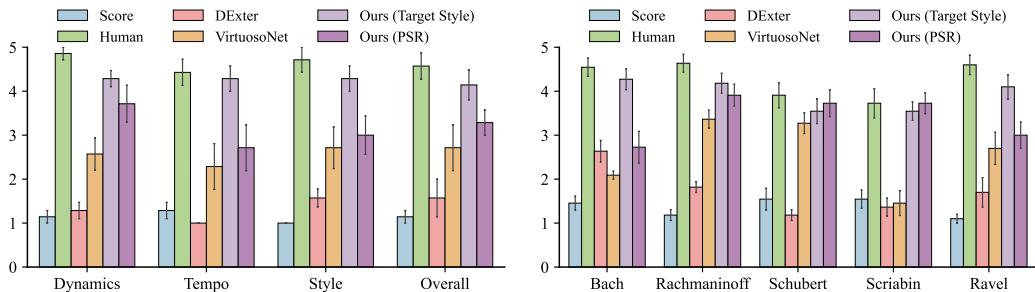 Score DExter Ours (Target Style)
Human VirtuosoNet Ours (PSR)
5
4
3
2
1
0
Dynamics Tempo Style Overall
Score DExter Ours (Target Style)
Human VirtuosoNet Ours (PSR)
5
4
3
2
1
0
Bach Rachmaninoff Schubert Scriabin Ravel